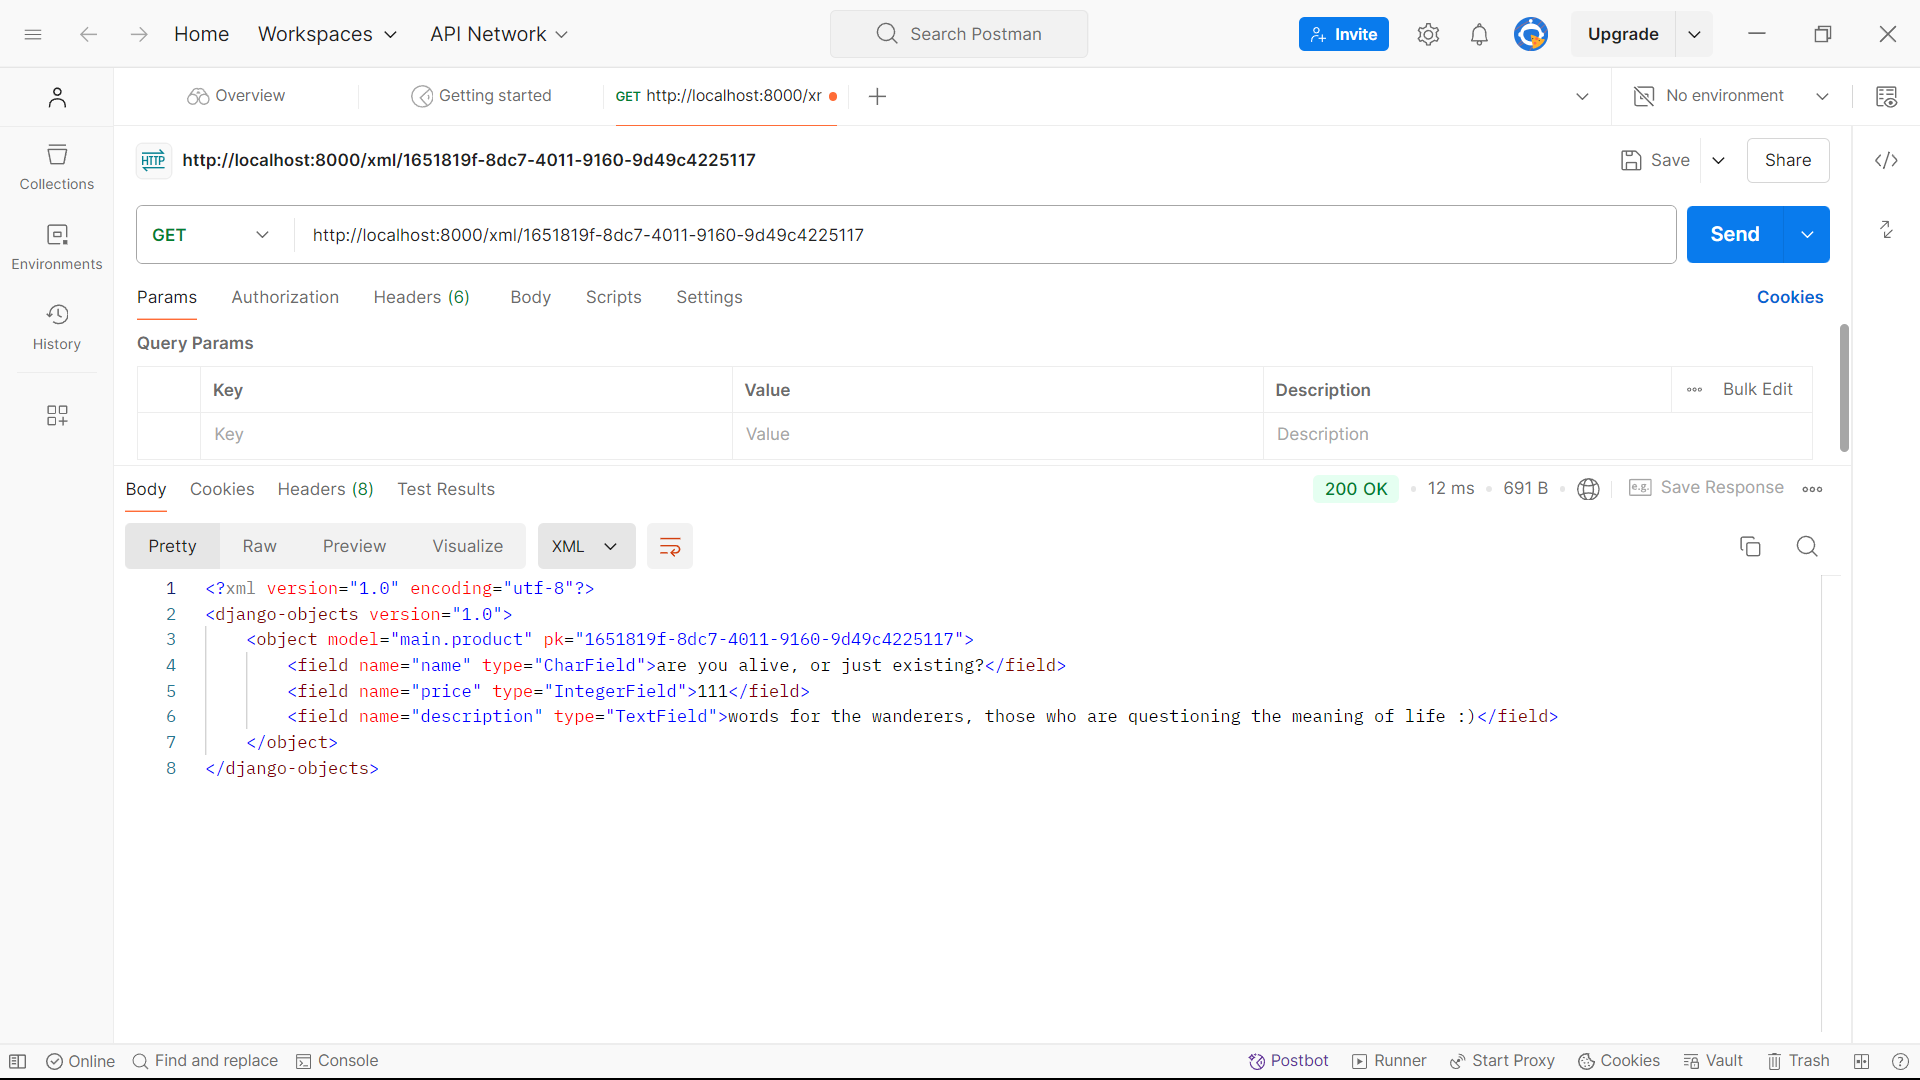 Home Workspaces API Network Search Postman Invite Upgrade
Overview Getting started GET http://localhost:8000/xr No environment
HTTP http://localhost:8000/xml/1651819f-8dc7-4011-9160-9d49c4225117 Save Share
Collections
GET http://localhost:8000/xml/1651819f-8dc7-4011-9160-9d49c4225117 Send
Environments
Params Authorization Headers (6) Body Scripts Settings Cookies
History
Query Params
Key Value Description Bulk Edit
Key Value Description
Body Cookies Headers (8) Test Results 200 OK 12 ms 691 B e.g. Save Response
Pretty Raw Preview Visualize XML
1 <?xml version="1.0" encoding="utf-8"?>
2 <django-objects version="1.0">
3 <object model="main.product" pk="1651819f-8dc7-4011-9160-9d49c4225117">
4 <field name="name" type="CharField">are you alive, or just existing?</field>
5 <field name="price" type="IntegerField">111</field>
6 <field name="description" type="TextField">words for the wanderers, those who are questioning the meaning of life :)</field>
7 </object>
8 </django-objects>
Online Find and replace Console Postbot Runner Start Proxy Cookies Vault Trash